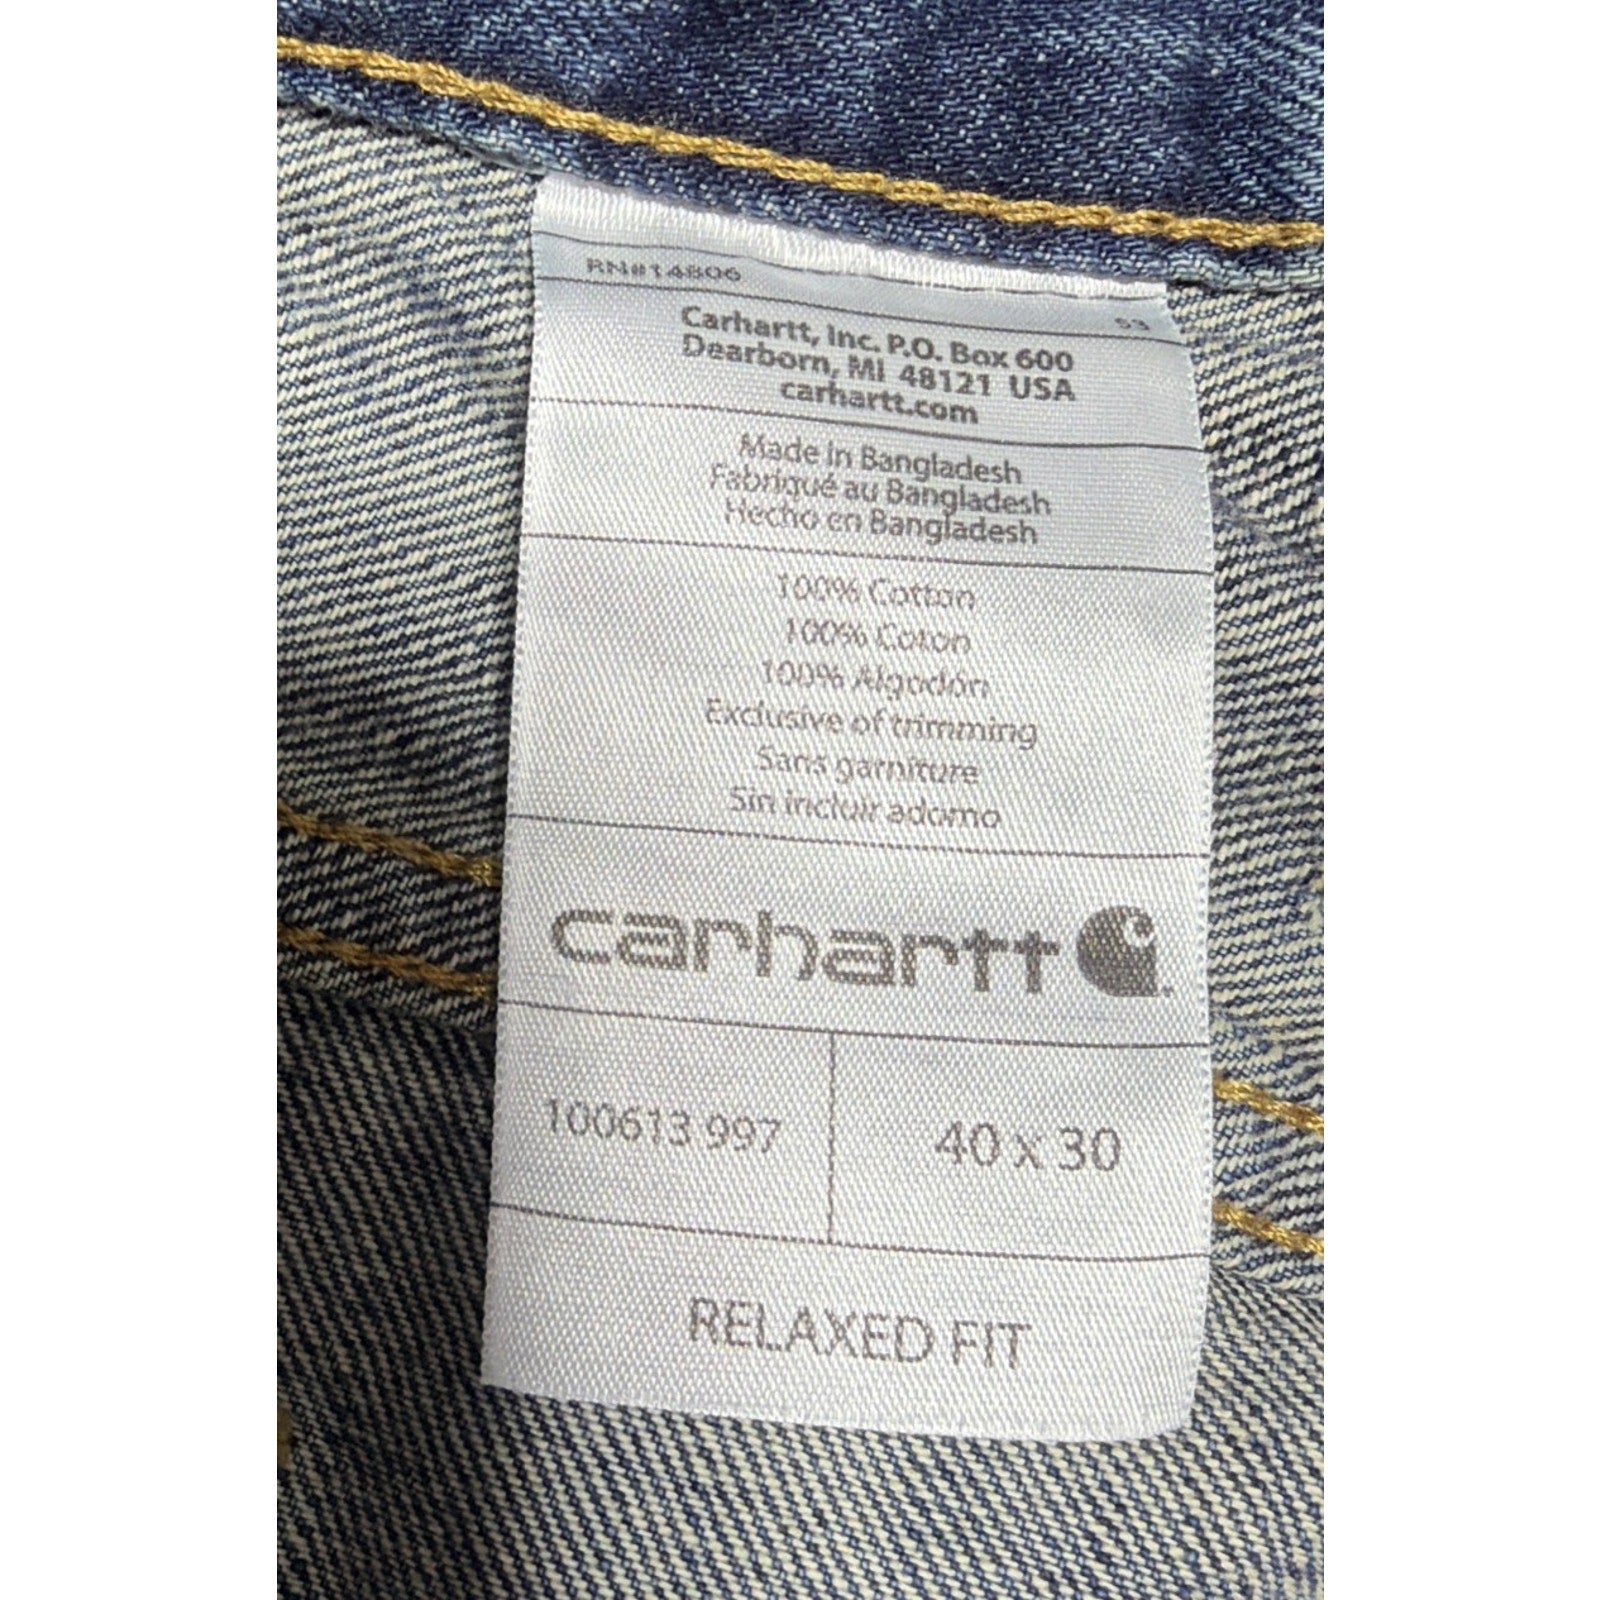 RN#14806
53
Carhartt, Inc. P.O. Box 600
Dearborn, MI 48121 USA
carhartt.com
Made in Bangladesh
Fabriqué au Bangladesh
Hecho en Bangladesh
100% Cotton
100% Coton
100% Algodón
Exclusive of trimming
Sans garniture
Sin incluir adorno
carhartt
100613 997
40 x 30
RELAXED FIT